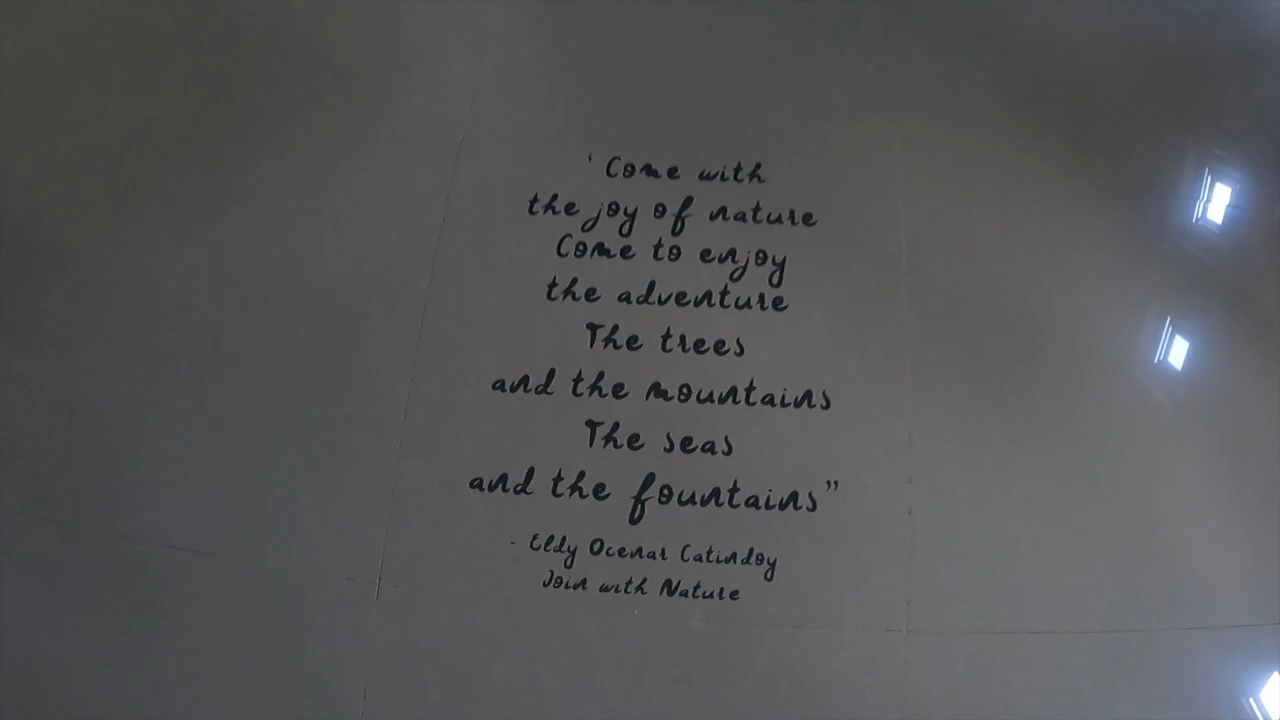 ‘Come with
the joy of nature
Come to enjoy
the adventure
The trees
and the mountains
The seas
and the fountains”
- Eldy Ocenar Catindoy
Join with Nature